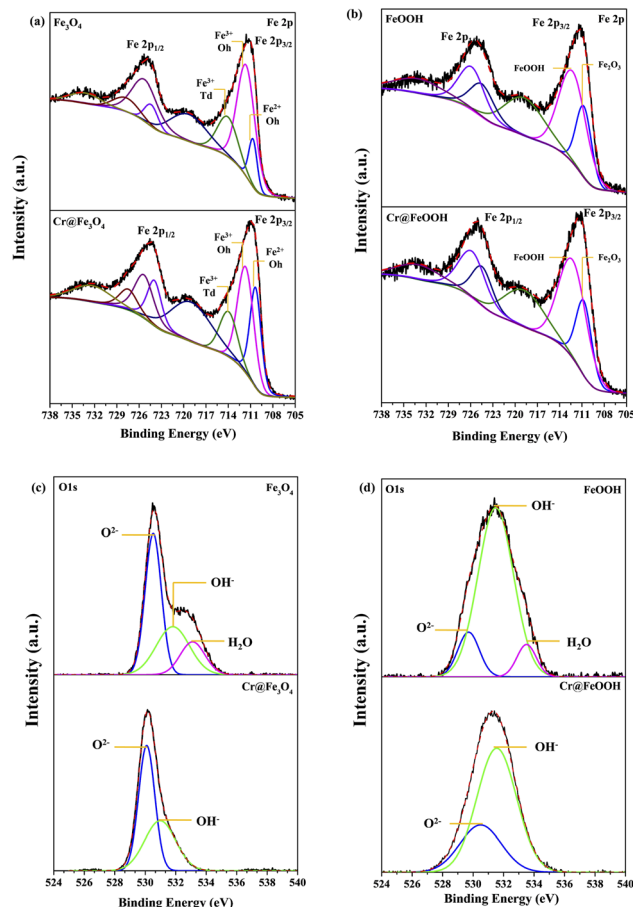 (a) Fe₃O₄ Fe 2p
Fe 2p₁/₂ Fe³⁺ Oh Fe 2p₃/₂
Fe³⁺ Td
Fe²⁺ Oh
Cr@Fe₃O₄ Fe 2p₃/₂
Fe 2p₁/₂ Fe³⁺ Oh Fe²⁺ Oh
Fe³⁺ Td
738 735 732 729 726 723 720 717 714 711 708 705
Binding Energy (eV)
Intensity (a.u.)
(b) FeOOH Fe 2p₃/₂ Fe 2p
Fe 2p₁/₂
FeOOH Fe₂O₃
Cr@FeOOH Fe 2p₁/₂ Fe 2p₃/₂
FeOOH Fe₂O₃
738 735 732 729 726 723 720 717 714 711 708 705
Binding Energy (eV)
Intensity (a.u.)
(c) O1s Fe₃O₄
O²⁻
OH⁻
H₂O
Cr@Fe₃O₄
O²⁻
OH⁻
524 526 528 530 532 534 536 538 540
Binding Energy (eV)
Intensity (a.u.)
(d) O1s FeOOH
OH⁻
O²⁻
H₂O
Cr@FeOOH
OH⁻
O²⁻
524 526 528 530 532 534 536 538 540
Binding Energy (eV)
Intensity (a.u.)